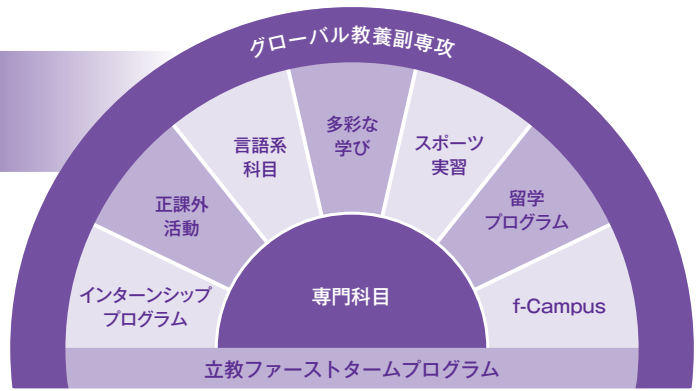 グローバル教養副専攻
インターンシップ
プログラム
正課外
活動
言語系
科目
多彩な
学び
スポーツ
実習
留学
プログラム
f-Campus
専門科目
立教ファーストタームプログラム